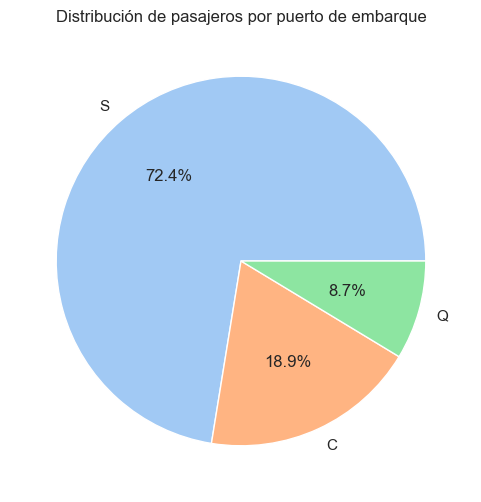 Distribución de pasajeros por puerto de embarque
S
72.4%
8.7%
Q
18.9%
C